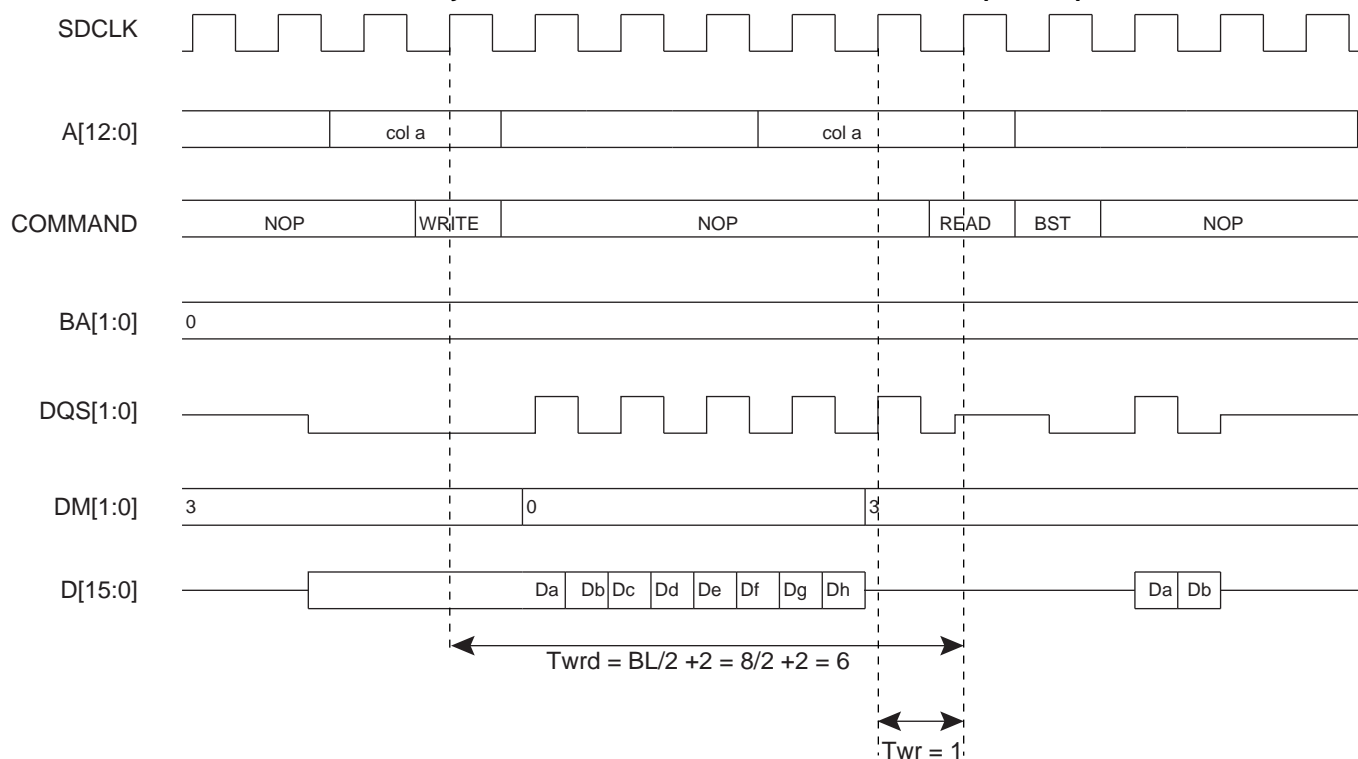 SDCLK
A[12:0] col a col a
COMMAND NOP WRITE NOP READ BST NOP
BA[1:0] 0
DQS[1:0]
DM[1:0] 3 0 3
D[15:0] Da Db Dc Dd De Df Dg Dh Da Db
Twrd = BL/2 +2 = 8/2 +2 = 6
Twr = 1